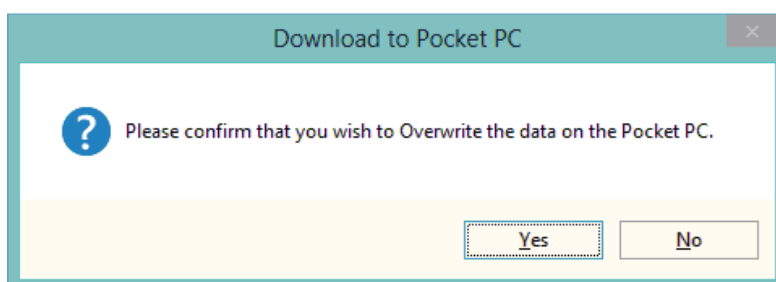 Download to Pocket PC
Please confirm that you wish to Overwrite the data on the Pocket PC.
Yes
No